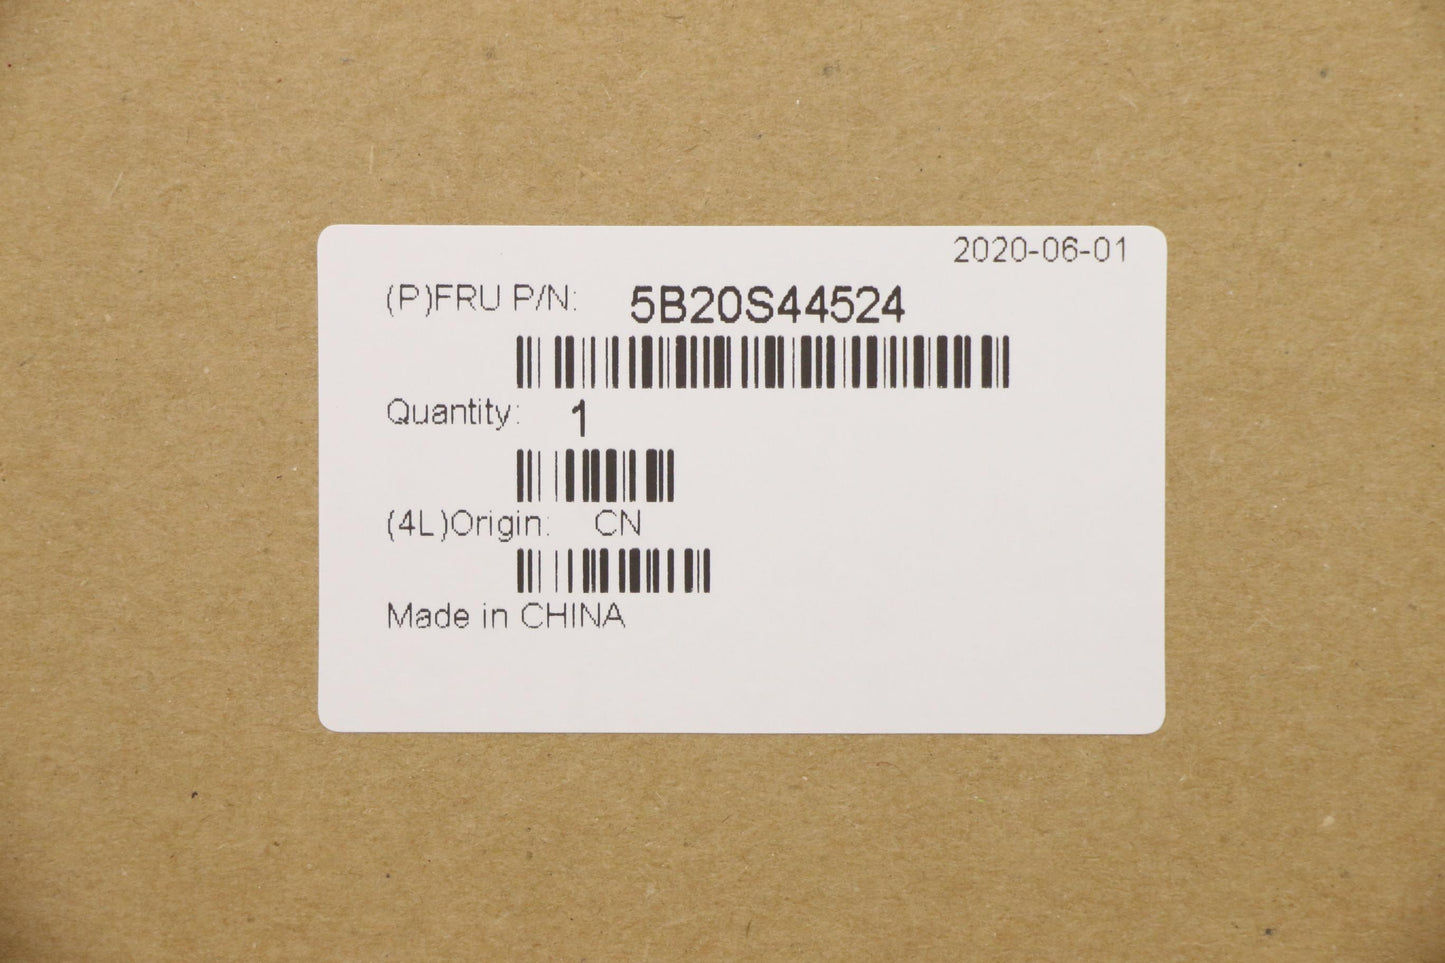 2020-06-01
(P)FRU P/N: 5B20S44524
Quantity: 1
(4L)Origin: CN
Made in CHINA